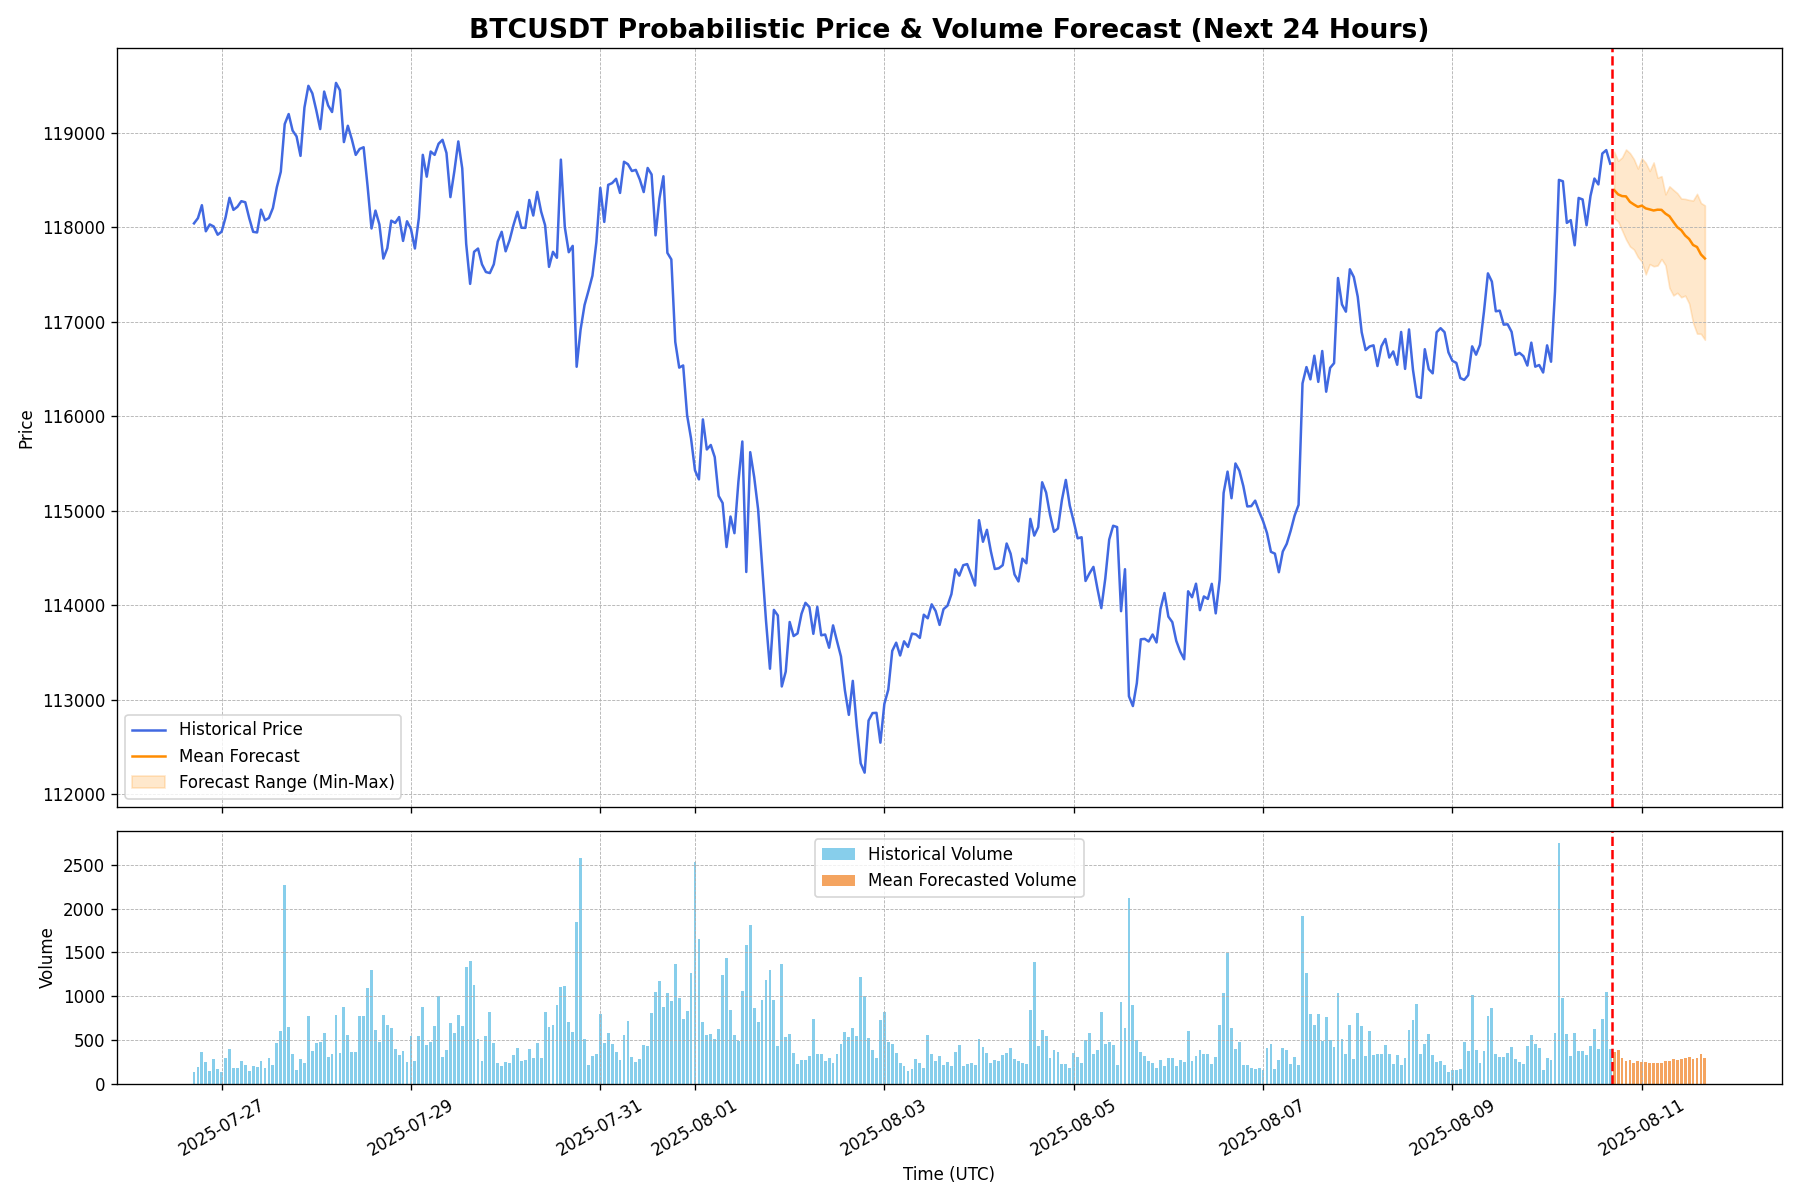 BTCUSDT Probabilistic Price & Volume Forecast (Next 24 Hours)
Price
119000
118000
117000
116000
115000
114000
113000
112000
Historical Price
Mean Forecast
Forecast Range (Min-Max)
Volume
2500
2000
1500
1000
500
0
Historical Volume
Mean Forecasted Volume
2025-07-27
2025-07-29
2025-07-31
2025-08-01
2025-08-03
2025-08-05
2025-08-07
2025-08-09
2025-08-11
Time (UTC)